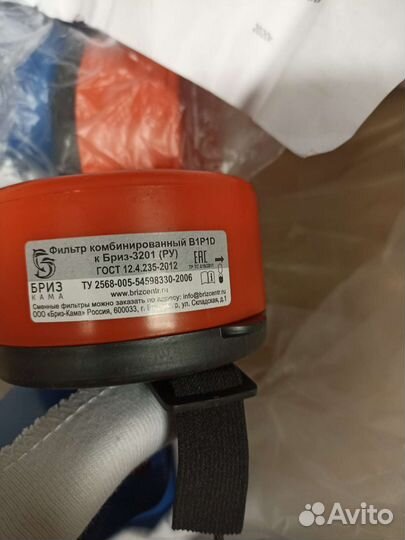 Фильтр комбинированный B1P1D
к Бриз-3201 (РУ)
ГОСТ 12.4.235-2012
EAC
БРИЗ
КАМА
ТУ 2568-005-54598330-2006
www.brizcentr.ru
Сменные фильтры можно заказать по адресу: info@brizcentr.ru
ООО «Бриз-Кама» Россия, 600033, г. ул. Складская, д.1
Avito